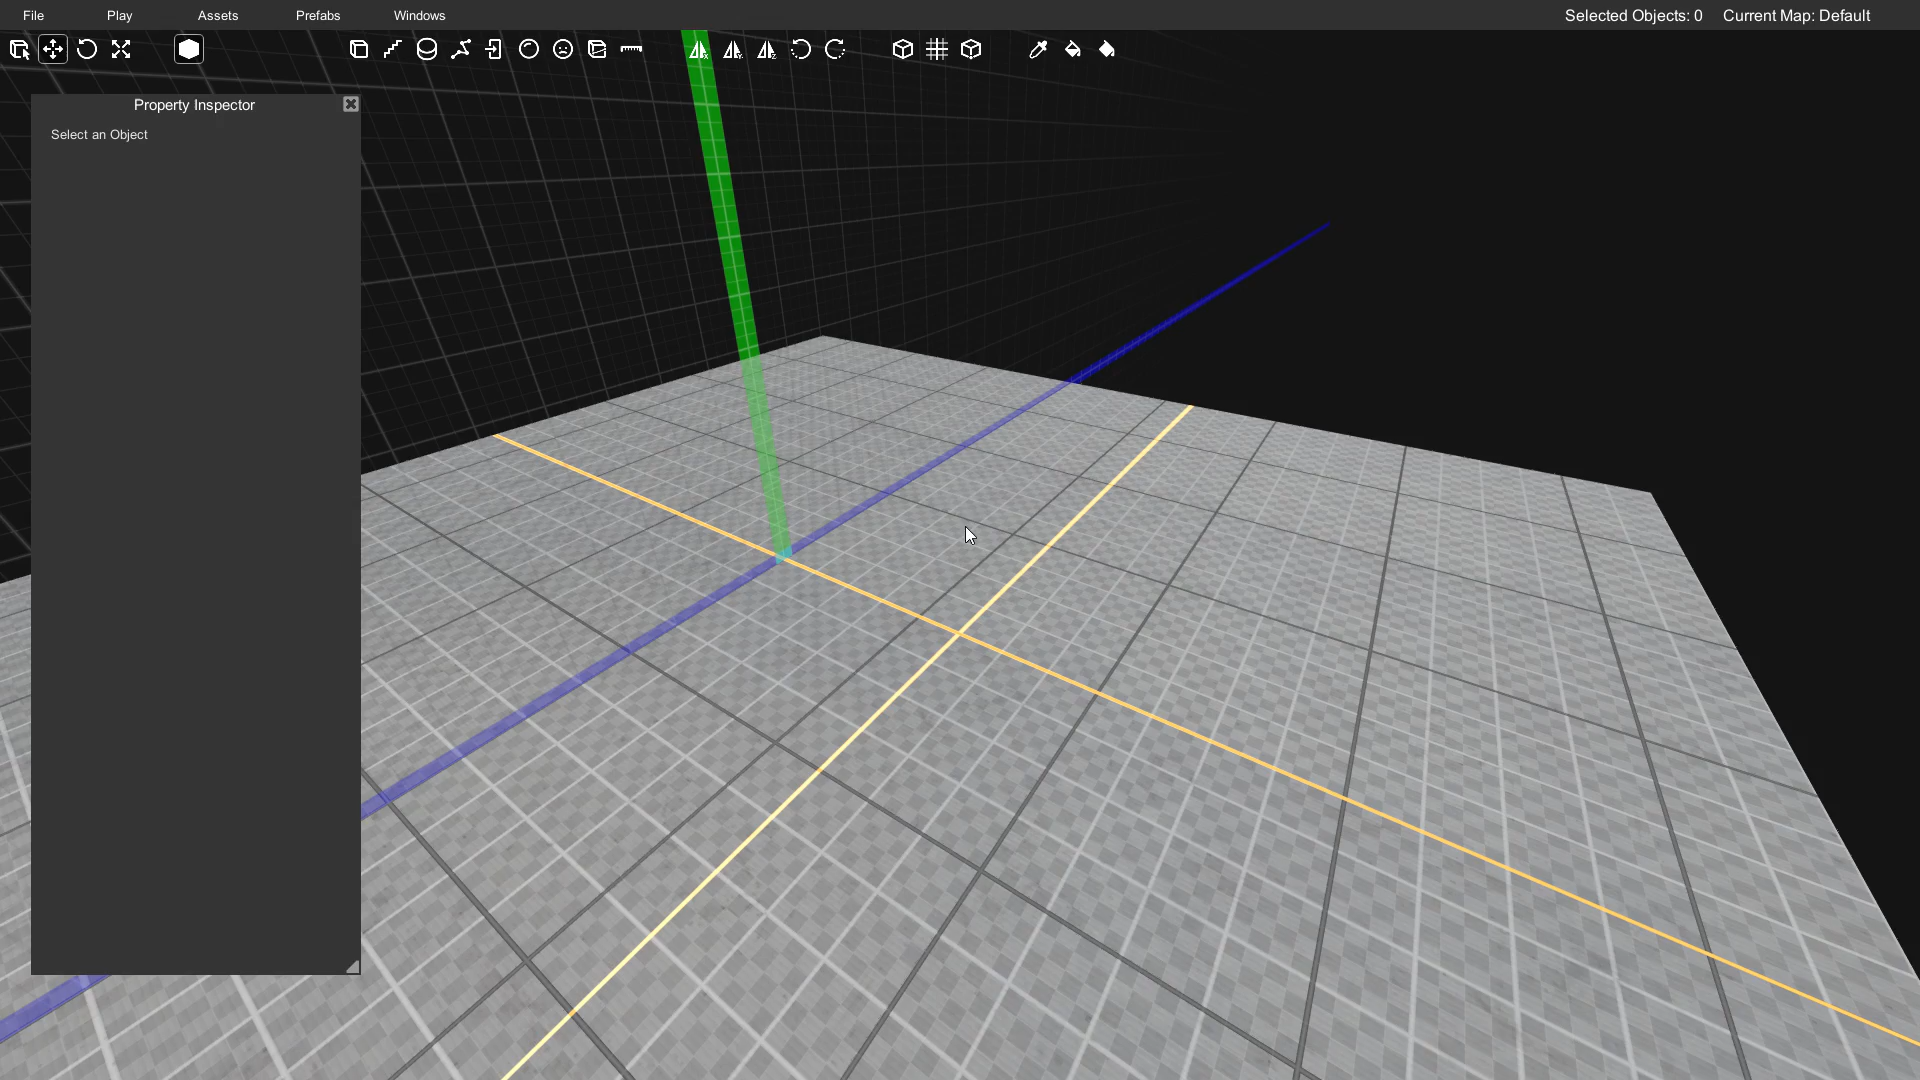 File Play Assets Prefabs Windows Selected Objects: 0 Current Map: Default
Property Inspector
Select an Object